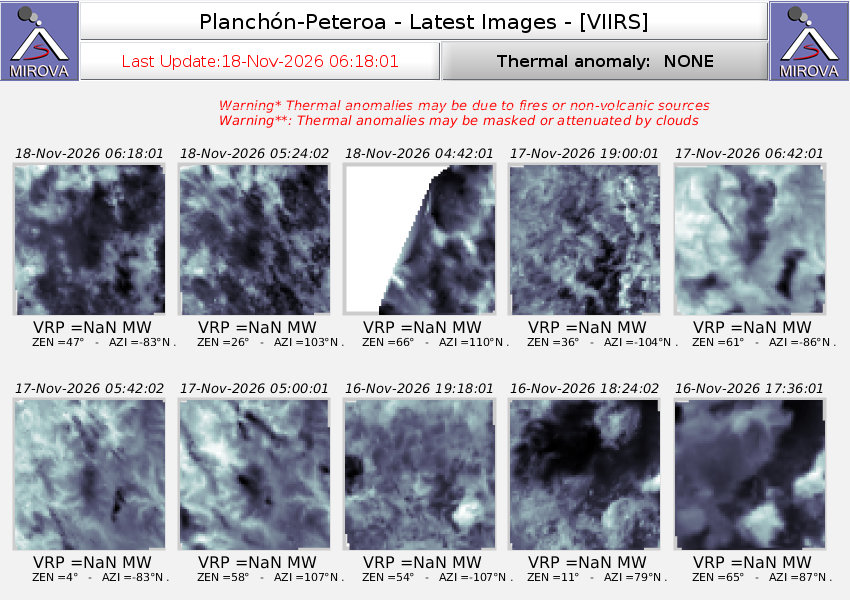 Planchón-Peteroa - Latest Images - [VIIRS]
MIROVA
Last Update:18-Nov-2026 06:18:01
Thermal anomaly: NONE
MIROVA
Warning* Thermal anomalies may be due to fires or non-volcanic sources
Warning**: Thermal anomalies may be masked or attenuated by clouds
18-Nov-2026 06:18:01 18-Nov-2026 05:24:02 18-Nov-2026 04:42:01 17-Nov-2026 19:00:01 17-Nov-2026 06:42:01
VRP =NaN MW VRP =NaN MW VRP =NaN MW VRP =NaN MW VRP =NaN MW
ZEN =47° - AZI =-83°N . ZEN =26° - AZI =103°N . ZEN =66° - AZI =110°N . ZEN =36° - AZI =-104°N . ZEN =61° - AZI =-86°N .
17-Nov-2026 05:42:02 17-Nov-2026 05:00:01 16-Nov-2026 19:18:01 16-Nov-2026 18:24:02 16-Nov-2026 17:36:01
VRP =NaN MW VRP =NaN MW VRP =NaN MW VRP =NaN MW VRP =NaN MW
ZEN =4° - AZI =-83°N . ZEN =58° - AZI =107°N . ZEN =54° - AZI =-107°N . ZEN =11° - AZI =79°N . ZEN =65° - AZI =87°N .